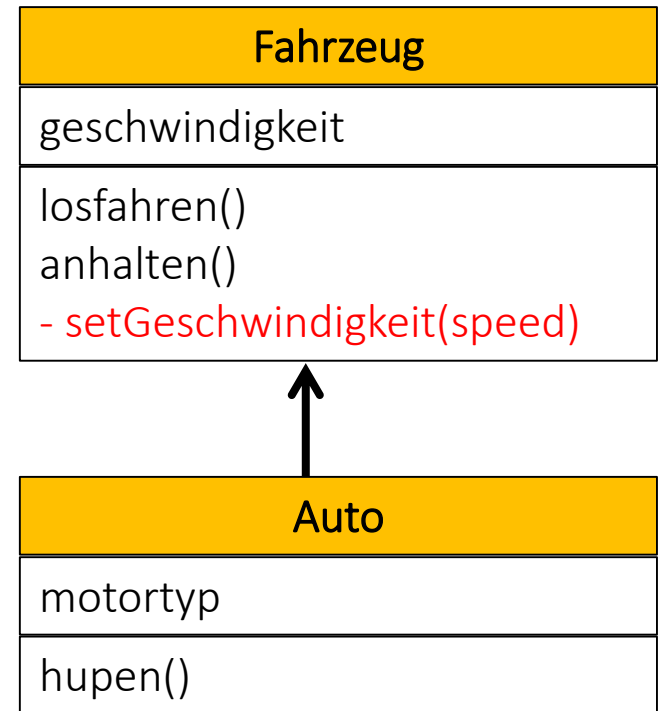 Fahrzeug
geschwindigkeit
losfahren()
anhalten()
- setGeschwindigkeit(speed)
Auto
motortyp
hupen()